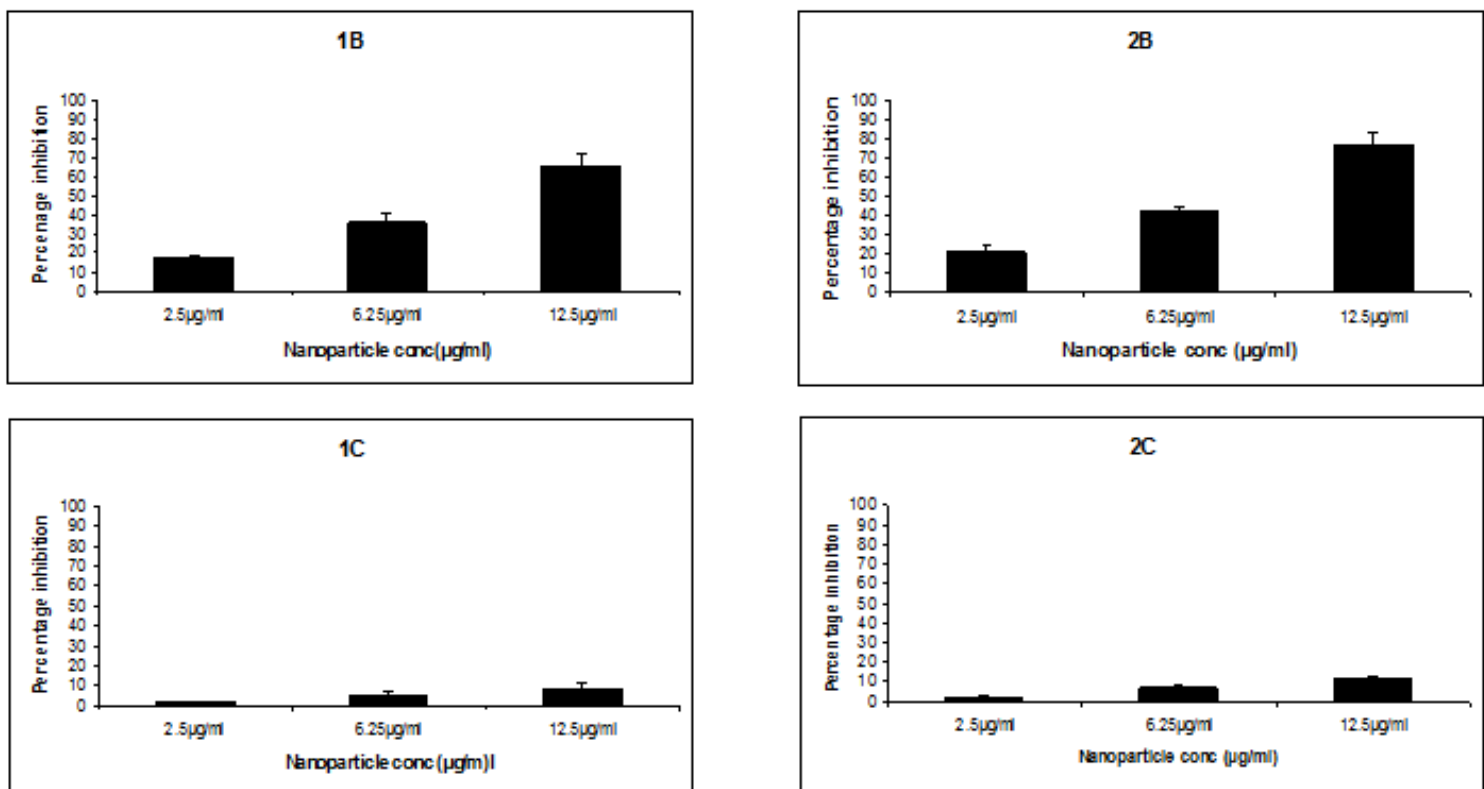 1B
Percenage inhibition
100
90
80
70
60
50
40
30
20
10
0
2.5µg/ml 6.25µg/ml 12.5µg/ml
Nanoparticle conc(µg/ml)
2B
Percentage inhibition
100
90
80
70
60
50
40
30
20
10
0
2.5µg/ml 6.25µg/ml 12.5µg/ml
Nanoparticle conc (µg/ml)
1C
Percentage inhibition
100
90
80
70
60
50
40
30
20
10
0
2.5µg/ml 6.25µg/ml 12.5µg/ml
Nanoparticle conc(µg/m)l
2C
Percentage inhibition
100
90
80
70
60
50
40
30
20
10
0
2.5µg/ml 6.25µg/ml 12.5µg/ml
Nanoparticle conc (µg/ml)